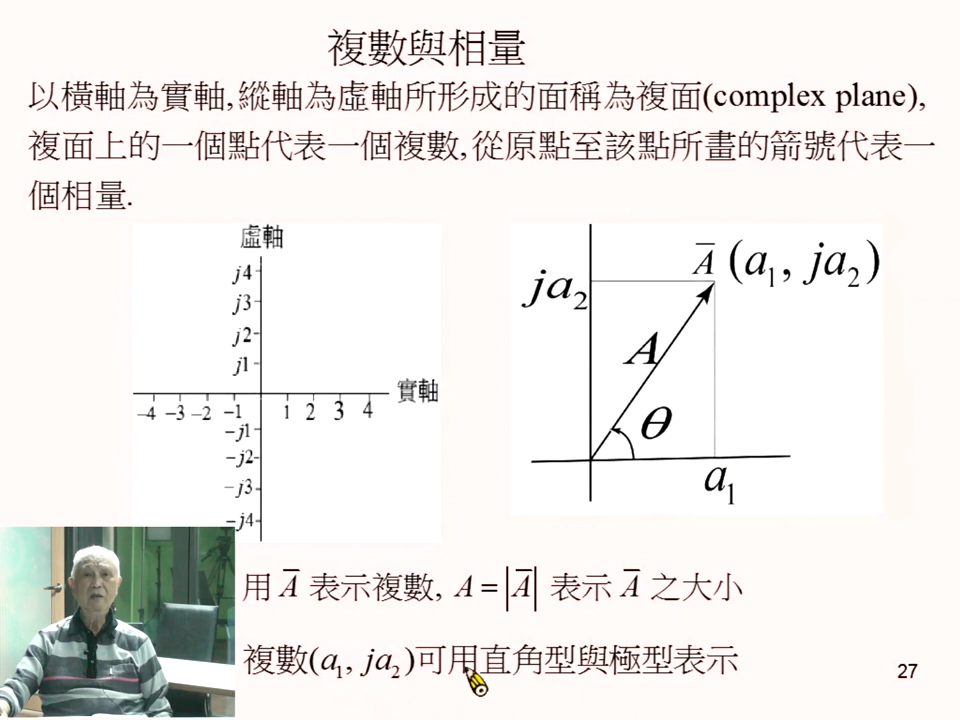 複數與相量
以橫軸為實軸,縱軸為虛軸所形成的面稱為複面(complex plane),
複面上的一個點代表一個複數,從原點至該點所畫的箭號代表一
個相量.
虛軸
j4
j3
j2
j1
實軸
-4 -3 -2 -1 1 2 3 4
-j1
-j2
-j3
-j4
ja₂
A̅ (a₁, ja₂)
A
θ
a₁
用 A̅ 表示複數, A = |A̅| 表示 A̅ 之大小
複數(a₁, ja₂)可用直角型與極型表示
27